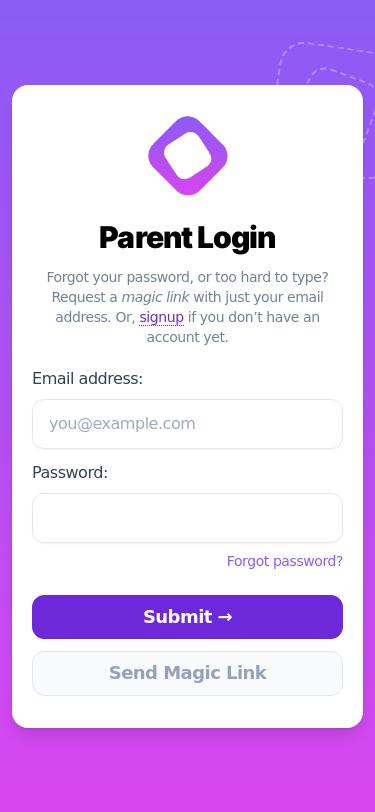 Parent Login
Forgot your password, or too hard to type?
Request a magic link with just your email
address. Or, signup if you don’t have an
account yet.
Email address:
you@example.com
Password:
Forgot password?
Submit →
Send Magic Link